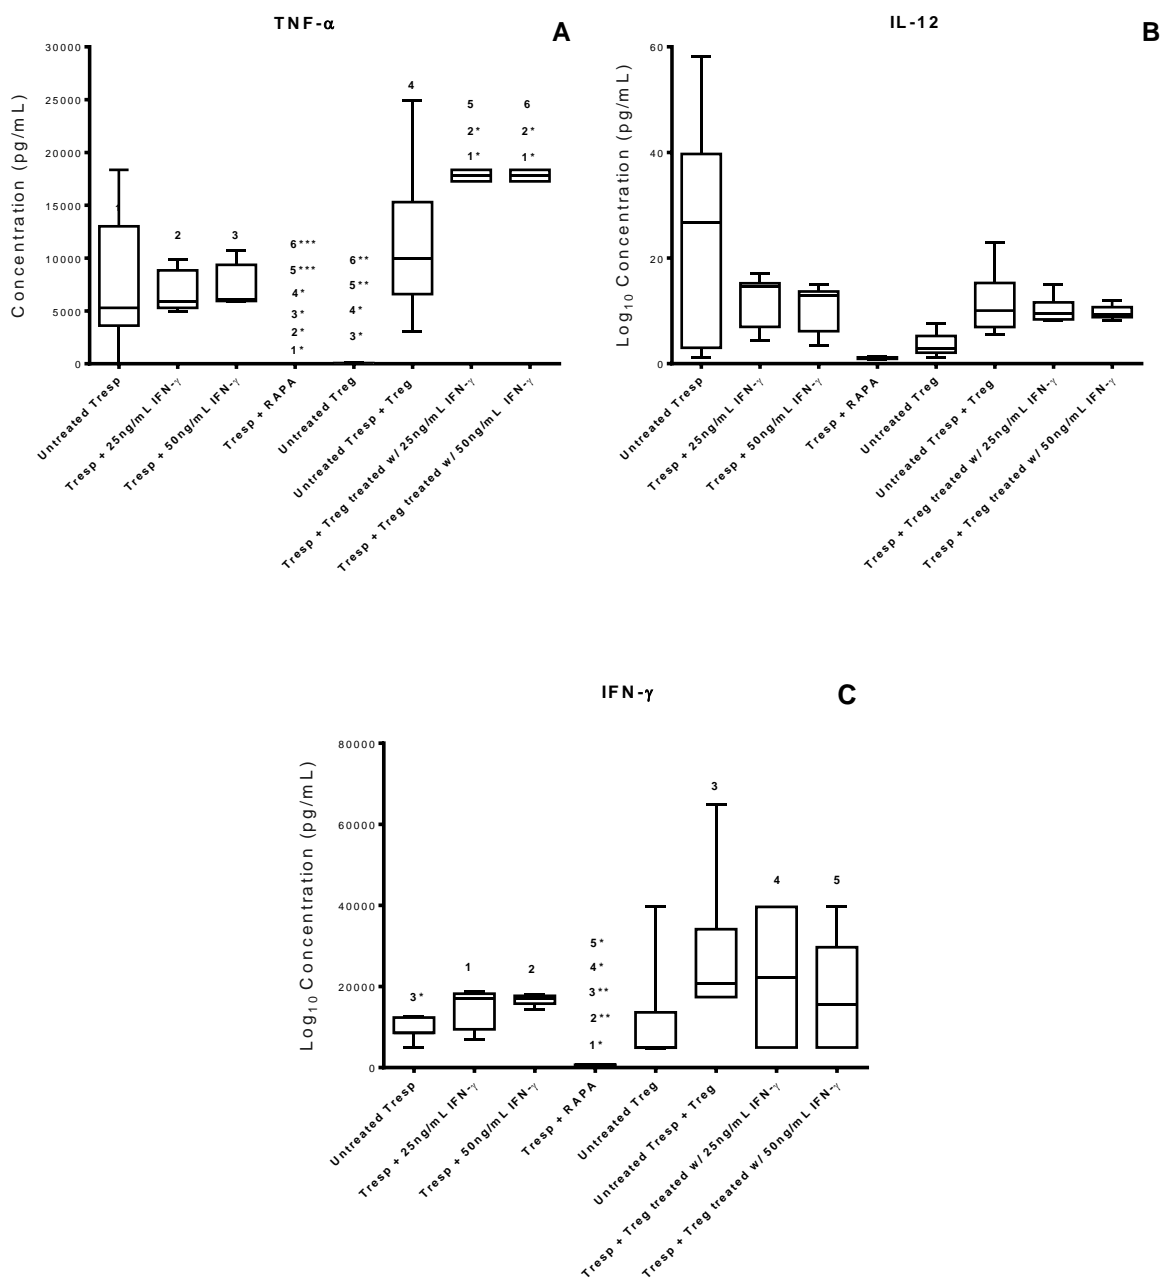 TNF-α
A
Concentration (pg/mL)
30000
25000
20000
15000
10000
5000
0
1
2
3
6***
5***
4*
3*
2*
1*
6**
5**
4*
3*
4
5
2*
1*
6
2*
1*
Untreated Tresp
Tresp + 25ng/mL IFN-γ
Tresp + 50ng/mL IFN-γ
Tresp + RAPA
Untreated Treg
Untreated Tresp + Treg
Tresp + Treg treated w/ 25ng/mL IFN-γ
Tresp + Treg treated w/ 50ng/mL IFN-γ
IL-12
B
Log10 Concentration (pg/mL)
60
40
20
0
Untreated Tresp
Tresp + 25ng/mL IFN-γ
Tresp + 50ng/mL IFN-γ
Tresp + RAPA
Untreated Treg
Untreated Tresp + Treg
Tresp + Treg treated w/ 25ng/mL IFN-γ
Tresp + Treg treated w/ 50ng/mL IFN-γ
IFN-γ
C
Log10 Concentration (pg/mL)
80000
60000
40000
20000
0
3*
1
2
5*
4*
3**
2**
1*
3
4
5
Untreated Tresp
Tresp + 25ng/mL IFN-γ
Tresp + 50ng/mL IFN-γ
Tresp + RAPA
Untreated Treg
Untreated Tresp + Treg
Tresp + Treg treated w/ 25ng/mL IFN-γ
Tresp + Treg treated w/ 50ng/mL IFN-γ